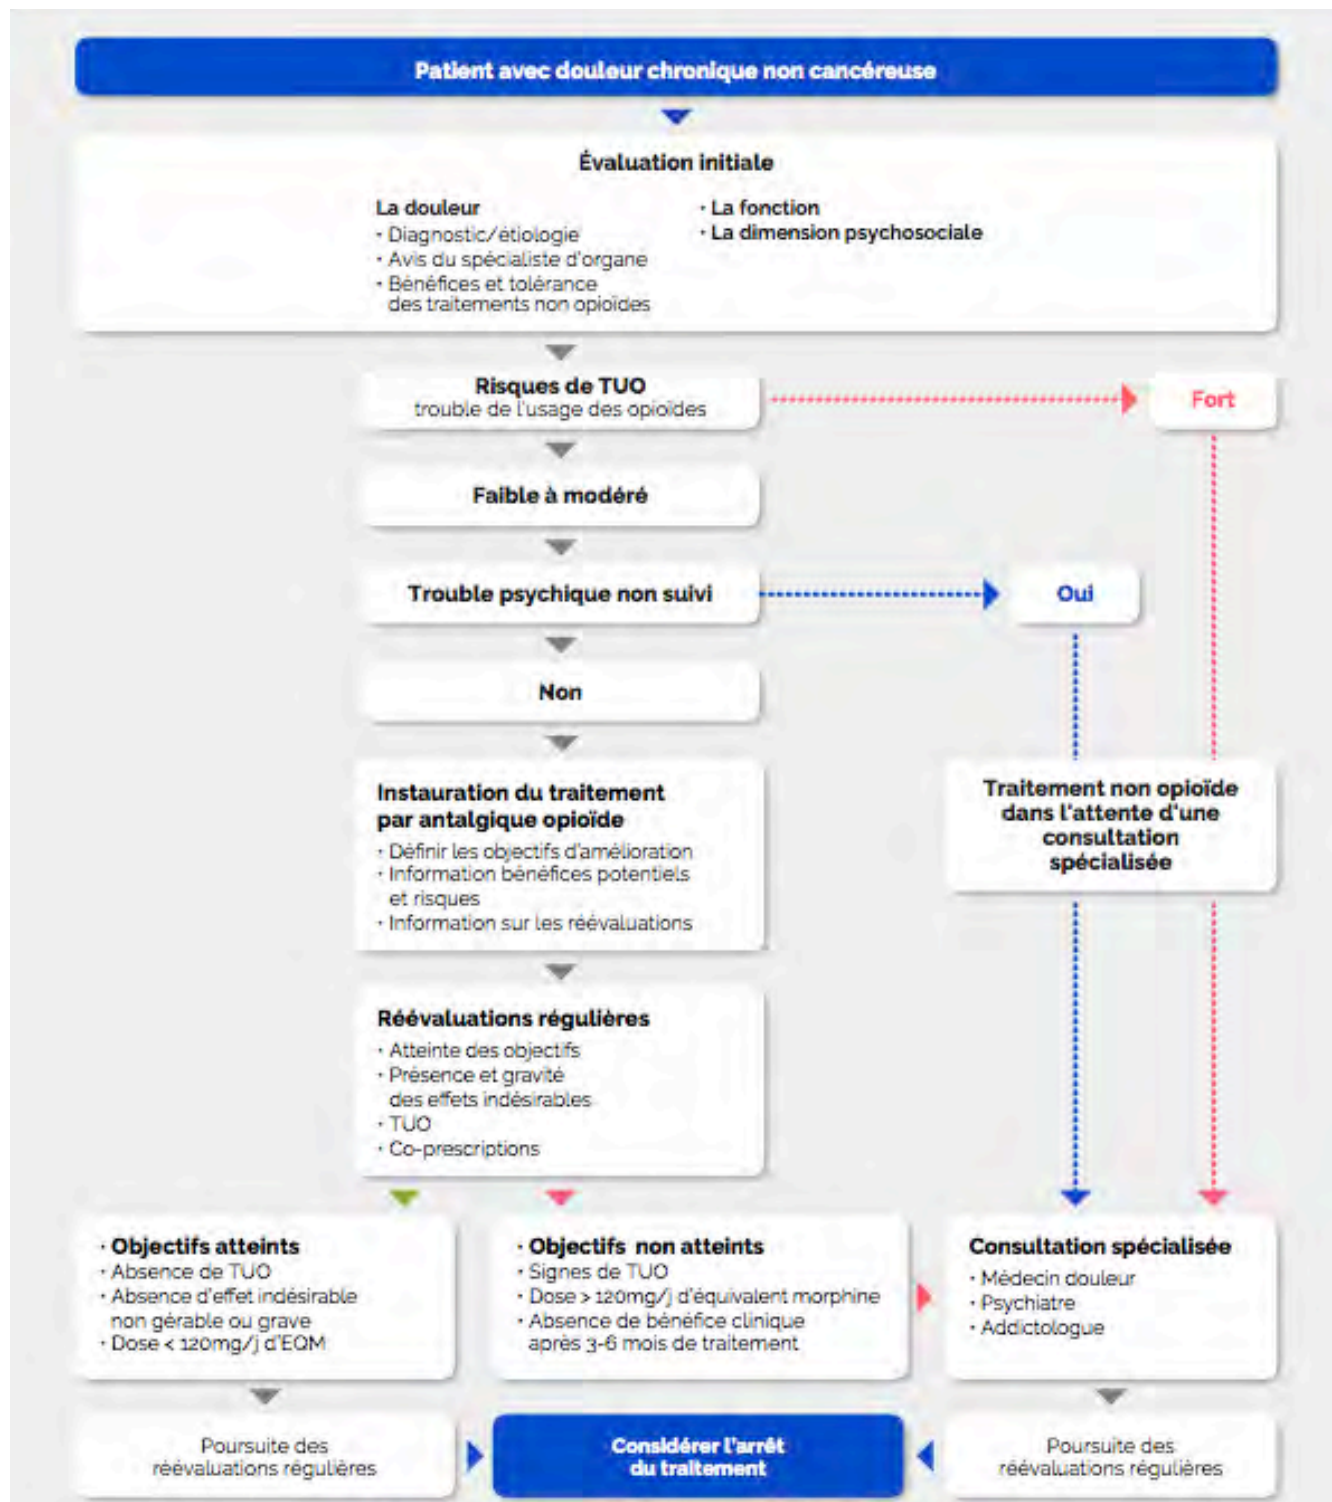 Patient avec douleur chronique non cancéreuse
Évaluation initiale
La douleur
· Diagnostic/étiologie
· Avis du spécialiste d'organe
· Bénéfices et tolérance
des traitements non opioïdes
· La fonction
· La dimension psychosociale
Risques de TUO
trouble de l'usage des opioïdes
Fort
Faible à modéré
Trouble psychique non suivi
Oui
Non
Instauration du traitement
par antalgique opioïde
· Définir les objectifs d'amélioration
· Information bénéfices potentiels
et risques
· Information sur les réévaluations
Traitement non opioïde
dans l'attente d'une
consultation
spécialisée
Réévaluations régulières
· Atteinte des objectifs
· Présence et gravité
des effets indésirables
· TUO
· Co-prescriptions
· Objectifs atteints
· Absence de TUO
· Absence d'effet indésirable
non gérable ou grave
· Dose < 120mg/j d'EQM
· Objectifs non atteints
· Signes de TUO
· Dose > 120mg/j d'équivalent morphine
· Absence de bénéfice clinique
après 3-6 mois de traitement
Consultation spécialisée
· Médecin douleur
· Psychiatre
· Addictologue
Poursuite des
réévaluations régulières
Considérer l'arrêt
du traitement
Poursuite des
réévaluations régulières